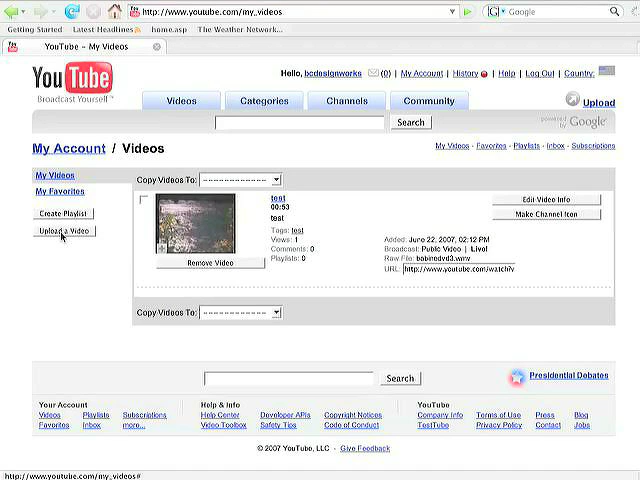 http://www.youtube.com/my_videos
G Google
Getting Started Latest Headlines home.asp The Weather Network...
YouTube - My Videos
YouTube
Broadcast Yourself™
Hello, bcdesignworks (0) | My Account | History | Help | Log Out | Country:
Videos Categories Channels Community
Upload
Search
powered by Google
My Account / Videos
My Videos - Favorites - Playlists - Inbox - Subscriptions
My Videos
My Favorites
Create Playlist
Upload a Video
Copy Videos To: -------------
test
00:53
test
Tags: test
Views: 1
Comments: 0
Playlists: 0
Remove Video
Edit Video Info
Make Channel Icon
Added: June 22, 2007, 02:12 PM
Broadcast: Public Video | Live!
Raw File: babinedvd3.wmv
URL: http://www.youtube.com/watch?v
Copy Videos To: -------------
Search
Presidential Debates
Your Account
Videos Playlists Subscriptions
Favorites Inbox more...
Help & Info
Help Center Developer APIs Copyright Notices
Video Toolbox Safety Tips Code of Conduct
YouTube
Company Info Terms of Use Press Blog
TestTube Privacy Policy Contact Jobs
© 2007 YouTube, LLC - Give Feedback
http://www.youtube.com/my_videos#